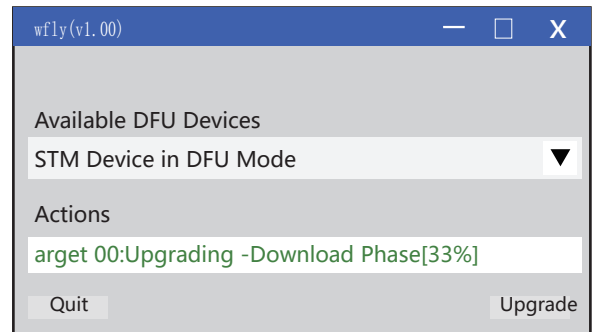 wfly(v1.00)
X
Available DFU Devices
STM Device in DFU Mode
Actions
arget 00:Upgrading -Download Phase[33%]
Quit Upgrade